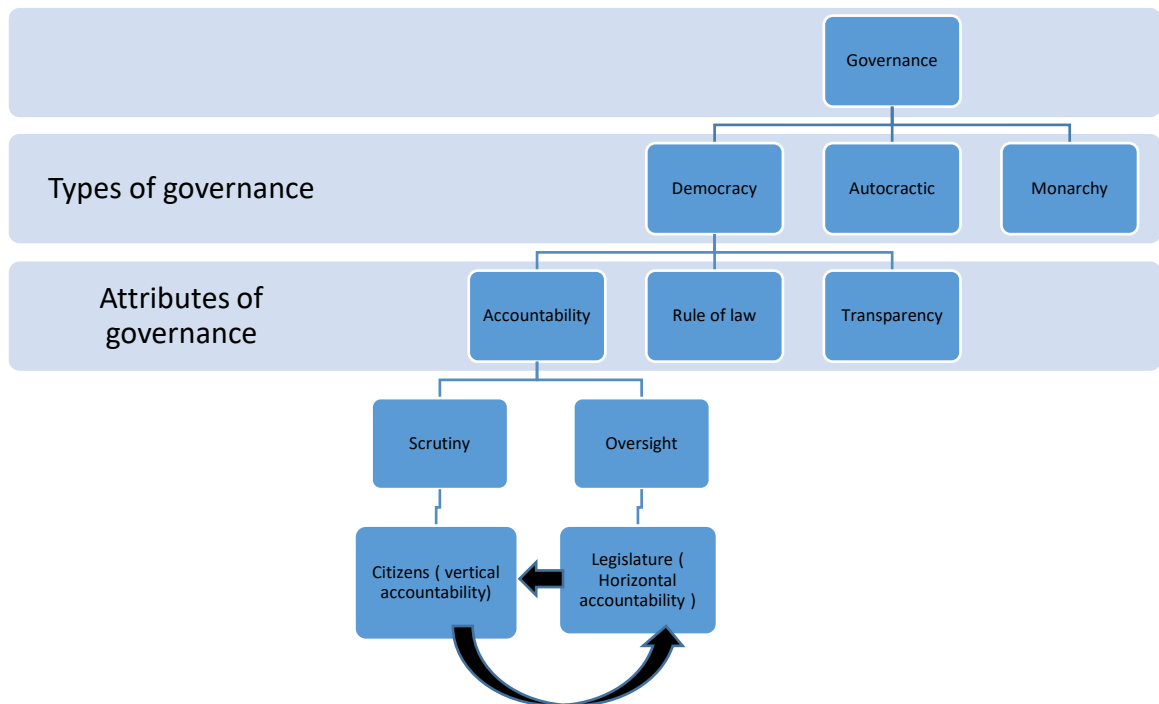 Governance
Types of governance
Democracy
Autocractic
Monarchy
Attributes of
governance
Accountability
Rule of law
Transparency
Scrutiny
Oversight
Citizens ( vertical
accountability)
Legislature (
Horizontal
accountability )